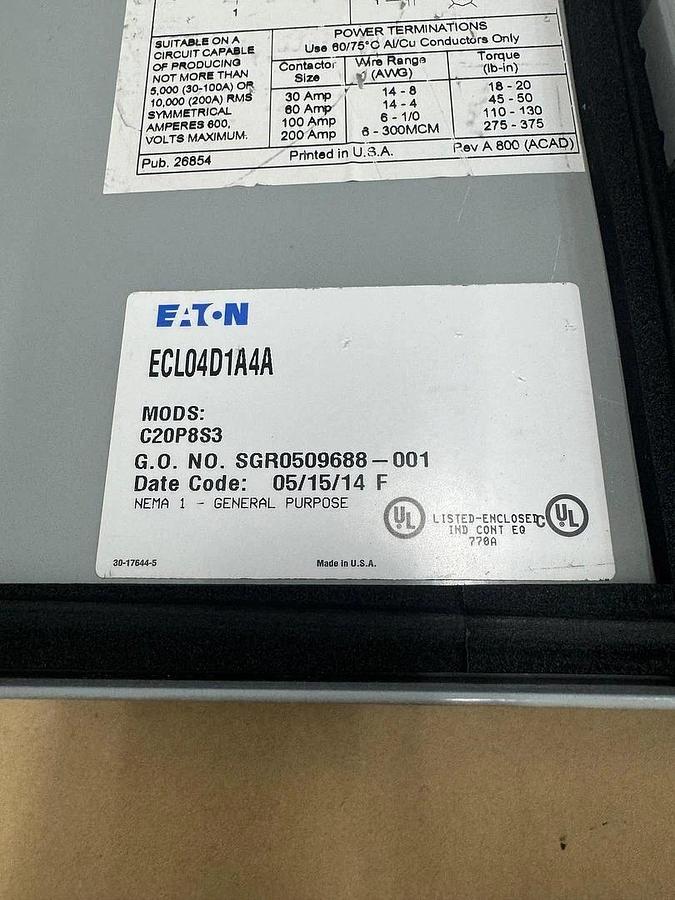 1
SUITABLE ON A
CIRCUIT CAPABLE
OF PRODUCING
NOT MORE THAN
5,000 (30-100A) OR
10,000 (200A) RMS
SYMMETRICAL
AMPERES 600,
VOLTS MAXIMUM.
POWER TERMINATIONS
Use 60/75°C Al/Cu Conductors Only
Contactor Size Wire Range (AWG) Torque (lb-in)
30 Amp 14 - 8 18 - 20
60 Amp 14 - 4 45 - 50
100 Amp 6 - 1/0 110 - 130
200 Amp 6 - 300MCM 275 - 375
Pub. 26854 Printed in U.S.A. Rev A 800 (ACAD)
EATON
ECL04D1A4A
MODS:
C20P8S3
G.O. NO. SGR0509688-001
Date Code: 05/15/14 F
NEMA 1 - GENERAL PURPOSE
UL LISTED-ENCLOSED C UL
IND CONT EQ
770A
30-17644-5 Made in U.S.A.